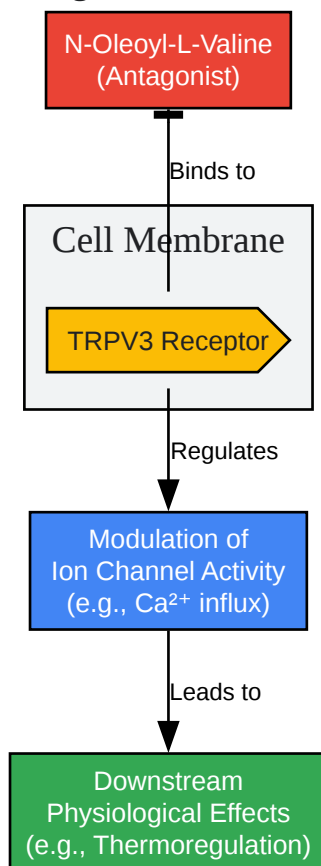 N-Oleoyl-L-Valine
(Antagonist)
Binds to
Cell Membrane
TRPV3 Receptor
Regulates
Modulation of
Ion Channel Activity
(e.g., Ca²⁺ influx)
Leads to
Downstream
Physiological Effects
(e.g., Thermoregulation)